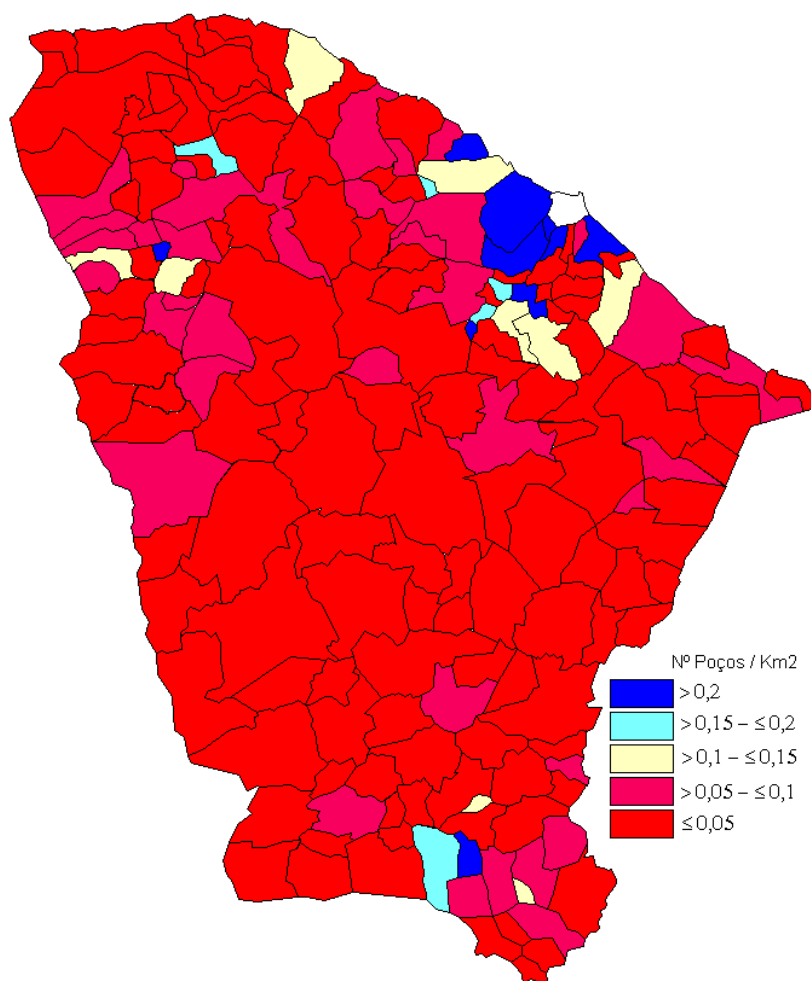 Nº Poços / Km2
>0,2
>0,15 – ≤0,2
>0,1 – ≤0,15
>0,05 – ≤0,1
≤0,05